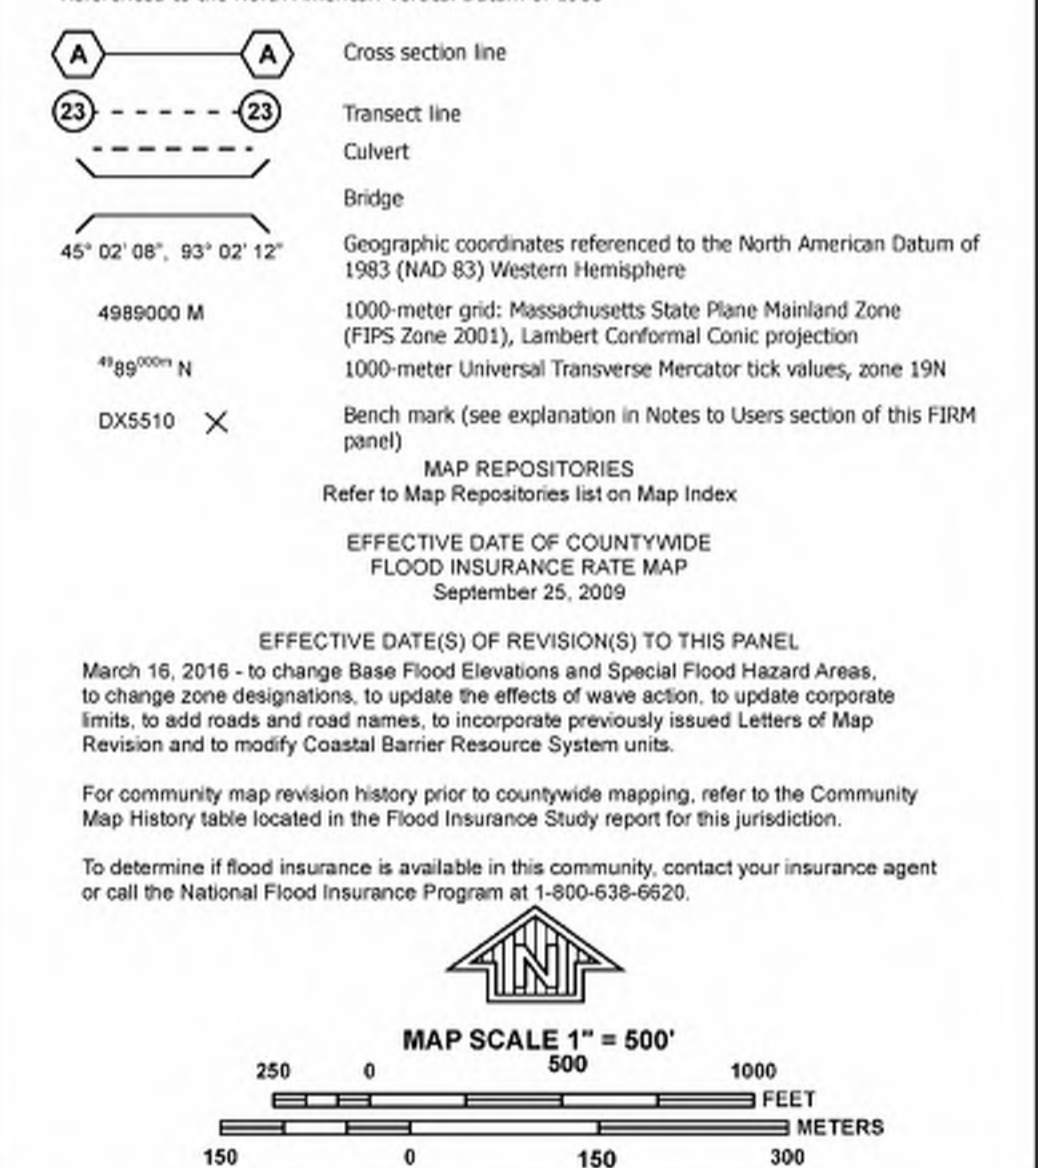 Referenced to the North American Vertical Datum of 1988
A A Cross section line
23 23 Transect line
Culvert
Bridge
45° 02' 08", 93° 02' 12" Geographic coordinates referenced to the North American Datum of
1983 (NAD 83) Western Hemisphere
4989000 M 1000-meter grid: Massachusetts State Plane Mainland Zone
(FIPS Zone 2001), Lambert Conformal Conic projection
⁴⁹89⁰⁰⁰ᵐ N 1000-meter Universal Transverse Mercator tick values, zone 19N
DX5510 X Bench mark (see explanation in Notes to Users section of this FIRM
panel)
MAP REPOSITORIES
Refer to Map Repositories list on Map Index
EFFECTIVE DATE OF COUNTYWIDE
FLOOD INSURANCE RATE MAP
September 25, 2009
EFFECTIVE DATE(S) OF REVISION(S) TO THIS PANEL
March 16, 2016 - to change Base Flood Elevations and Special Flood Hazard Areas,
to change zone designations, to update the effects of wave action, to update corporate
limits, to add roads and road names, to incorporate previously issued Letters of Map
Revision and to modify Coastal Barrier Resource System units.
For community map revision history prior to countywide mapping, refer to the Community
Map History table located in the Flood Insurance Study report for this jurisdiction.
To determine if flood insurance is available in this community, contact your insurance agent
or call the National Flood Insurance Program at 1-800-638-6620.
N
MAP SCALE 1" = 500'
250 0 500 1000
FEET
METERS
150 0 150 300